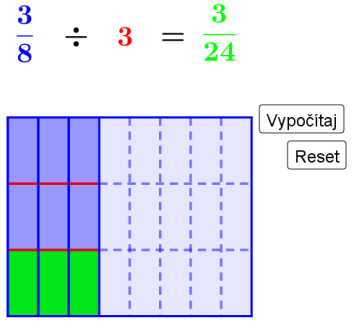 3/8 ÷ 3 = 3/24
Vypočítaj
Reset